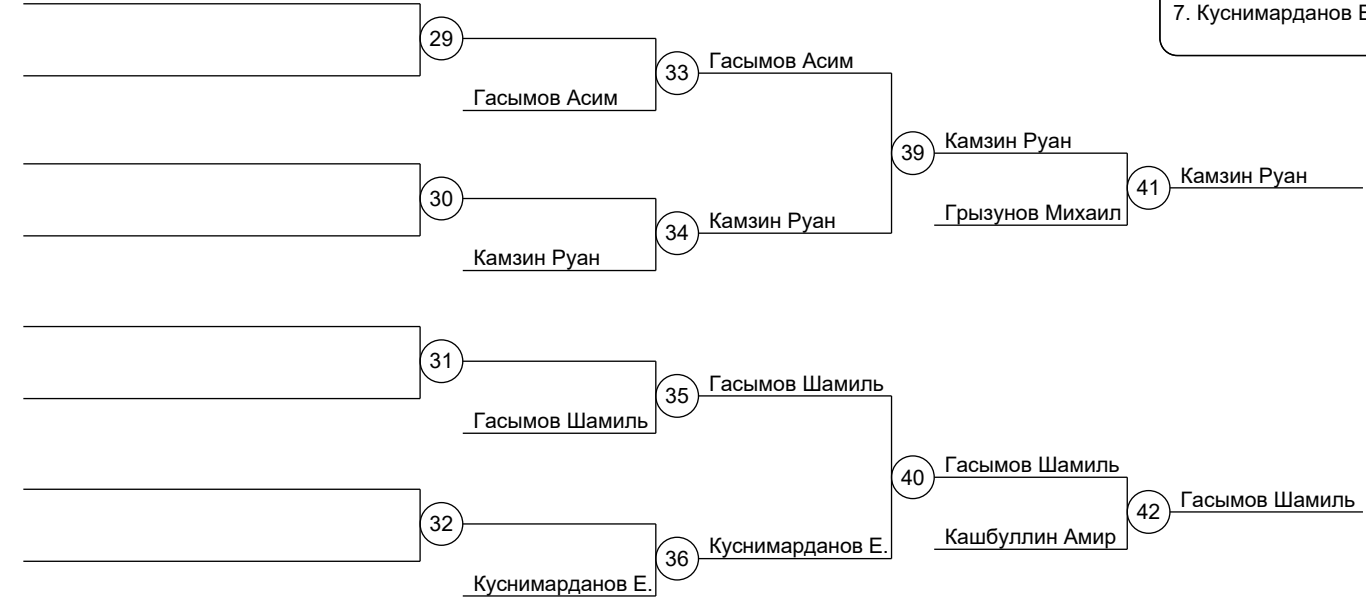 7. Куснимарданов Е
29
33
Гасымов Асим
Гасымов Асим
39
Камзин Руан
30
41
Камзин Руан
34
Камзин Руан
Грызунов Михаил
Камзин Руан
31
35
Гасымов Шамиль
Гасымов Шамиль
40
Гасымов Шамиль
32
42
Гасымов Шамиль
36
Куснимарданов Е.
Кашбуллин Амир
Куснимарданов Е.